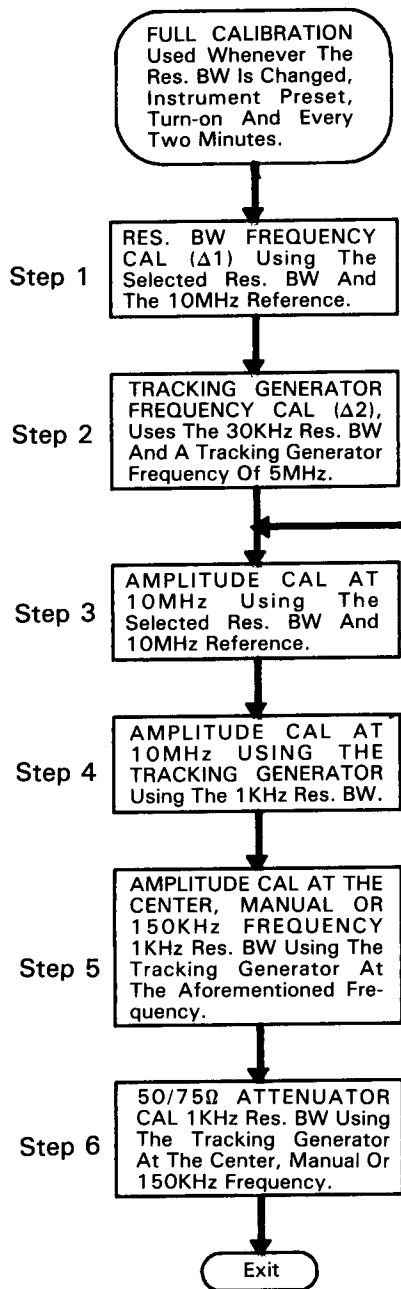 FULL CALIBRATION
Used Whenever The
Res. BW Is Changed,
Instrument Preset,
Turn-on And Every
Two Minutes.
Step 1
RES. BW FREQUENCY
CAL (Δ1) Using The
Selected Res. BW And
The 10MHz Reference.
Step 2
TRACKING GENERATOR
FREQUENCY CAL (Δ2),
Uses The 30KHz Res. BW
And A Tracking Generator
Frequency Of 5MHz.
Step 3
AMPLITUDE CAL AT
10MHz Using The
Selected Res. BW And
10MHz Reference.
Step 4
AMPLITUDE CAL AT
10MHz USING THE
TRACKING GENERATOR
Using The 1KHz Res. BW.
Step 5
AMPLITUDE CAL AT THE
CENTER, MANUAL OR
150KHz FREQUENCY
1KHz Res. BW Using The
Tracking Generator At
The Aforementioned Fre-
quency.
Step 6
50/75Ω ATTENUATOR
CAL 1KHz Res. BW Using
The Tracking Generator
At The Center, Manual Or
150KHz Frequency.
Exit